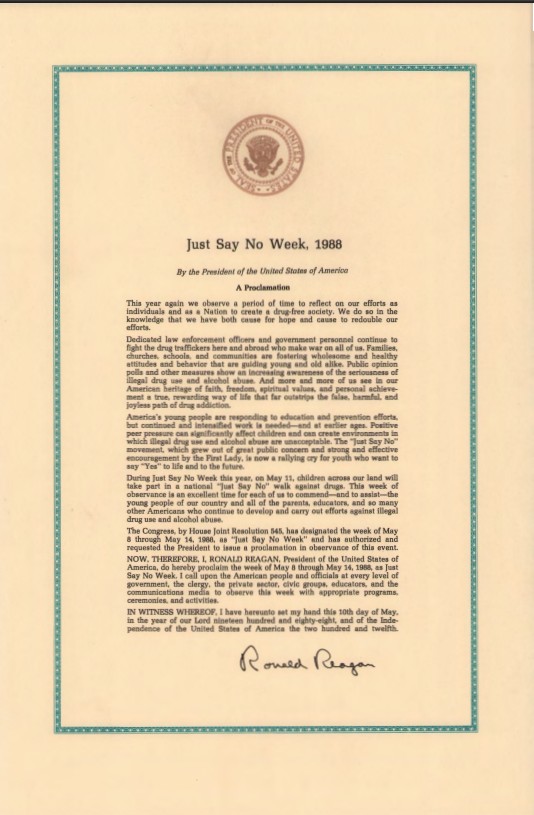 SEAL OF THE PRESIDENT OF THE UNITED STATES
Just Say No Week, 1988
By the President of the United States of America
A Proclamation
This year again we observe a period of time to reflect on our efforts as
individuals and as a Nation to create a drug-free society. We do so in the
knowledge that we have both cause for hope and cause to redouble our
efforts.
Dedicated law enforcement officers and government personnel continue to
fight the drug traffickers here and abroad who make war on all of us. Families,
churches, schools, and communities are fostering wholesome and healthy
attitudes and behavior that are guiding young and old alike. Public opinion
polls and other measures show an increasing awareness of the seriousness of
illegal drug use and alcohol abuse. And more and more of us see in our
American heritage of faith, freedom, spiritual values, and personal achieve-
ment a true, rewarding way of life that far outstrips the false, harmful, and
joyless path of drug addiction.
America's young people are responding to education and prevention efforts,
but continued and intensified work is needed—and at earlier ages. Positive
peer pressure can significantly affect children and can create environments in
which illegal drug use and alcohol abuse are unacceptable. The "Just Say No"
movement, which grew out of great public concern and strong and effective
encouragement by the First Lady, is now a rallying cry for youth who want to
say "Yes" to life and to the future.
During Just Say No Week this year, on May 11, children across our land will
take part in a national "Just Say No" walk against drugs. This week of
observance is an excellent time for each of us to commend—and to assist—the
young people of our country and all of the parents, educators, and so many
other Americans who continue to develop and carry out efforts against illegal
drug use and alcohol abuse.
The Congress, by House Joint Resolution 545, has designated the week of May
8 through May 14, 1988, as "Just Say No Week" and has authorized and
requested the President to issue a proclamation in observance of this event.
NOW, THEREFORE, I, RONALD REAGAN, President of the United States of
America, do hereby proclaim the week of May 8 through May 14, 1988, as Just
Say No Week. I call upon the American people and officials at every level of
government, the clergy, the private sector, civic groups, educators, and the
communications media to observe this week with appropriate programs,
ceremonies, and activities.
IN WITNESS WHEREOF, I have hereunto set my hand this 10th day of May,
in the year of our Lord nineteen hundred and eighty-eight, and of the Inde-
pendence of the United States of America the two hundred and twelfth.
Ronald Reagan